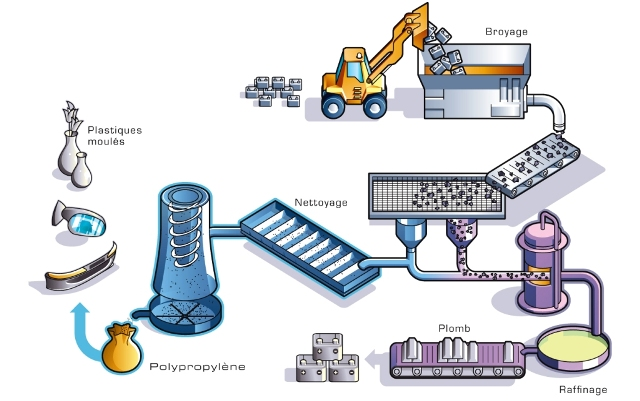 Broyage
Plastiques
moulés
Nettoyage
Plomb
Polypropylène
Raffinage